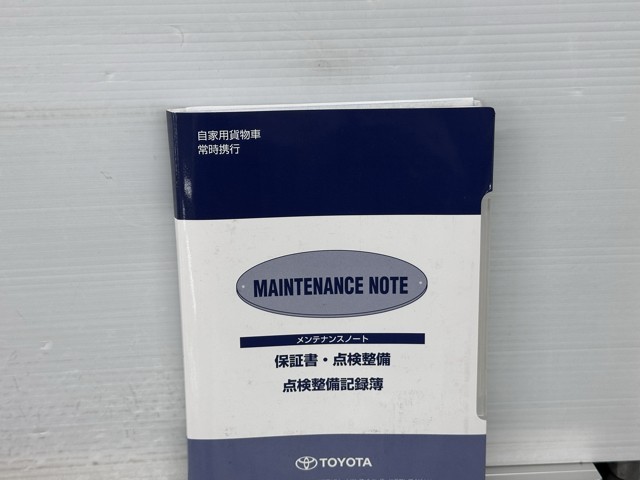 自家用貨物車
常時携行
MAINTENANCE NOTE
メンテナンスノート
保証書・点検整備
点検整備記録簿
TOYOTA